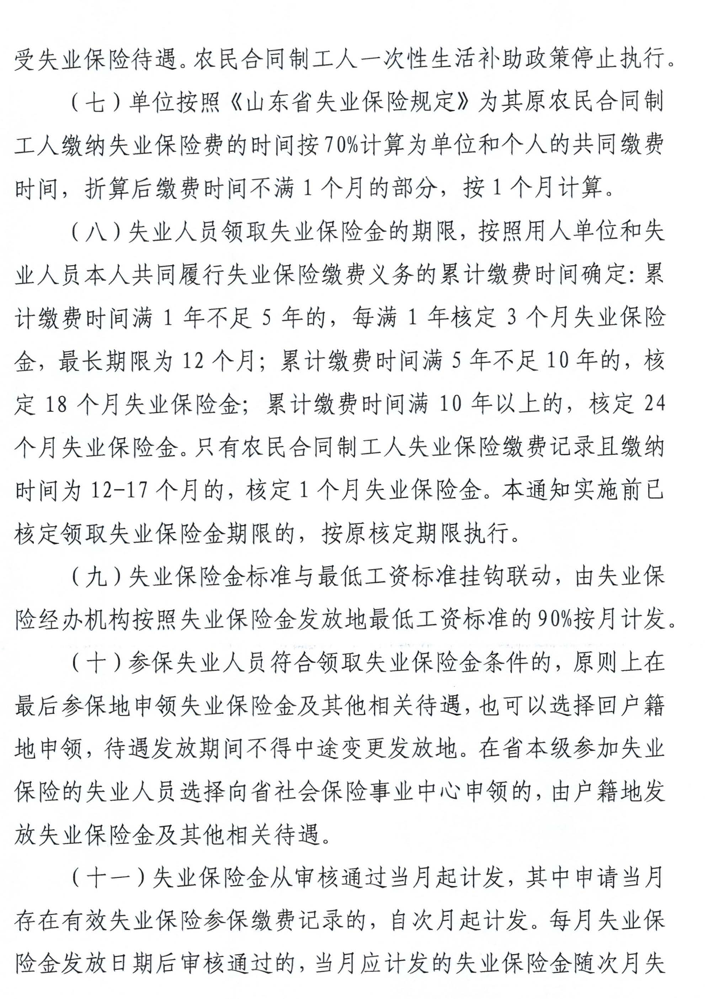 受失业保险待遇。农民合同制工人一次性生活补助政策停止执行。
（七）单位按照《山东省失业保险规定》为其原农民合同制
工人缴纳失业保险费的时间按70%计算为单位和个人的共同缴费
时间，折算后缴费时间不满1个月的部分，按1个月计算。
（八）失业人员领取失业保险金的期限，按照用人单位和失
业人员本人共同履行失业保险缴费义务的累计缴费时间确定：累
计缴费时间满1年不足5年的，每满1年核定3个月失业保险
金，最长期限为12个月；累计缴费时间满5年不足10年的，核
定18个月失业保险金；累计缴费时间满10年以上的，核定24
个月失业保险金。只有农民合同制工人失业保险缴费记录且缴纳
时间为12-17个月的，核定1个月失业保险金。本通知实施前已
核定领取失业保险金期限的，按原核定期限执行。
（九）失业保险金标准与最低工资标准挂钩联动，由失业保
险经办机构按照失业保险金发放地最低工资标准的90%按月计发。
（十）参保失业人员符合领取失业保险金条件的，原则上在
最后参保地申领失业保险金及其他相关待遇，也可以选择回户籍
地申领，待遇发放期间不得中途变更发放地。在省本级参加失业
保险的失业人员选择向省社会保险事业中心申领的，由户籍地发
放失业保险金及其他相关待遇。
（十一）失业保险金从审核通过当月起计发，其中申请当月
存在有效失业保险参保缴费记录的，自次月起计发。每月失业保
险金发放日期后审核通过的，当月应计发的失业保险金随次月失